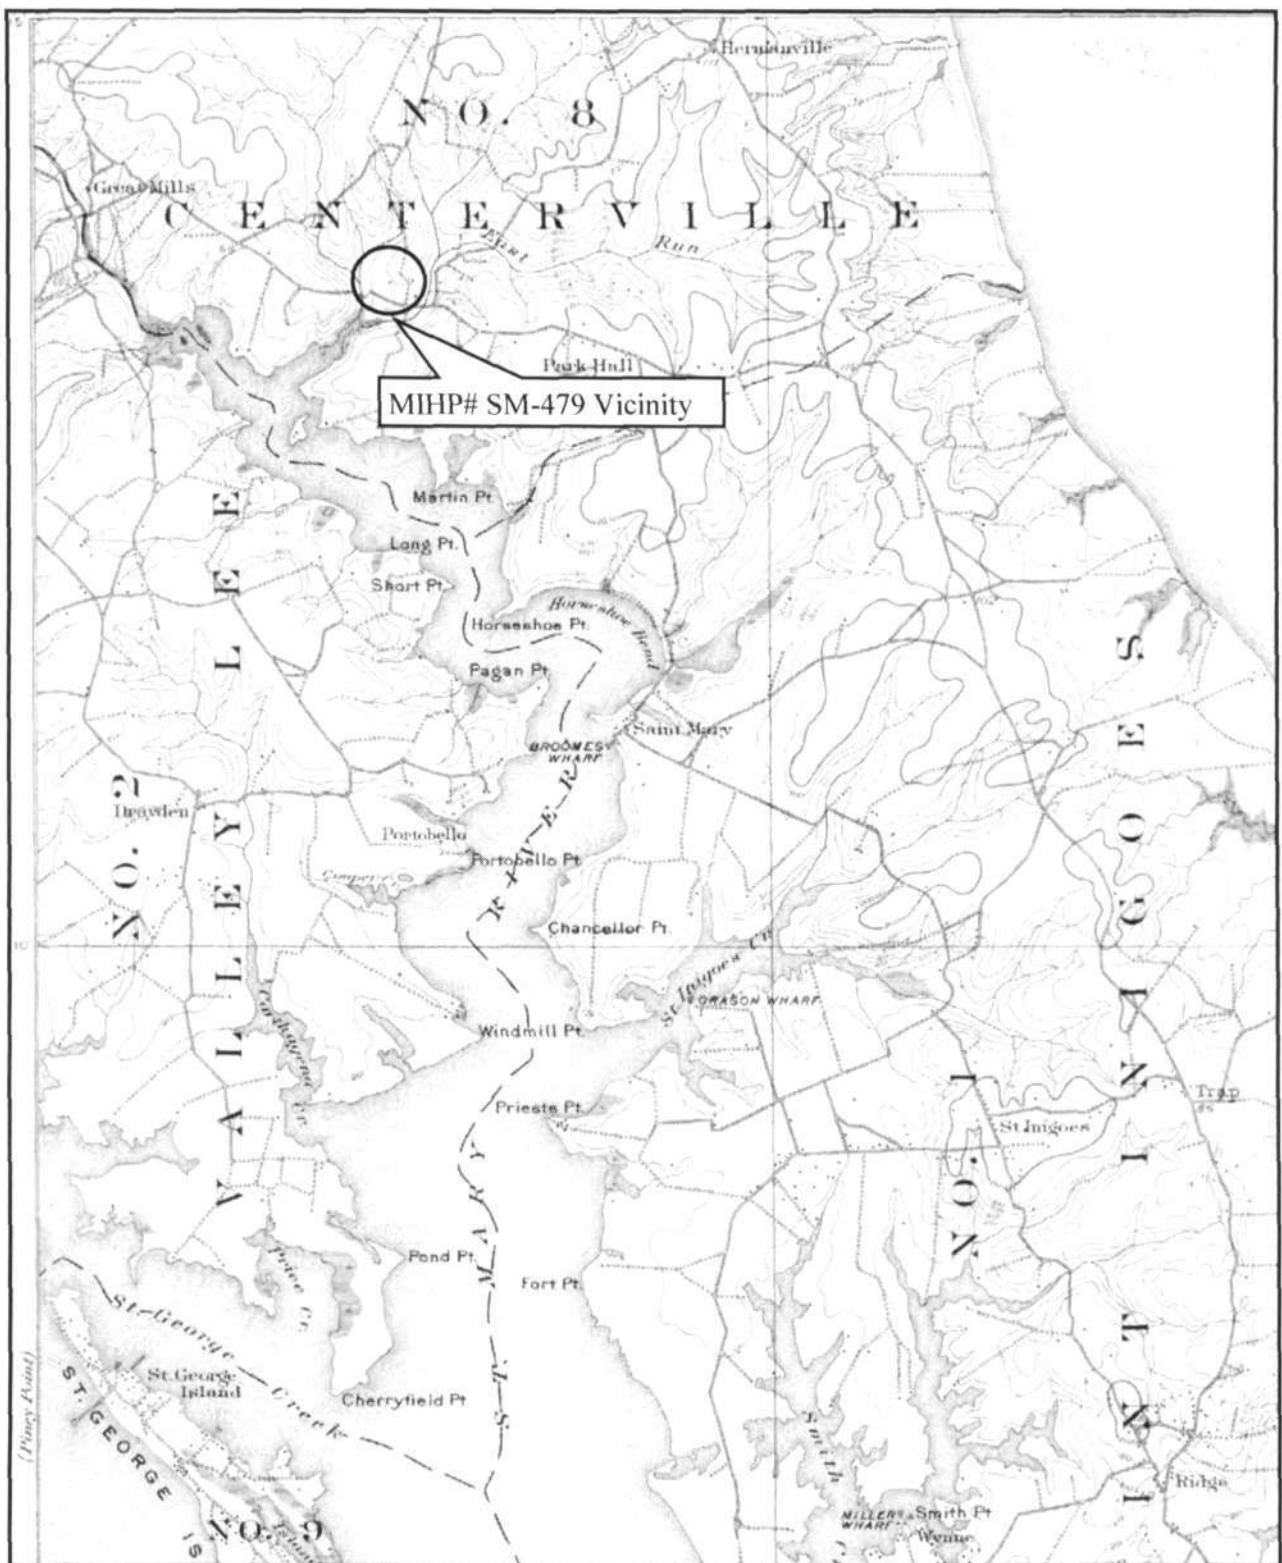 Hermanville
NO. 8
Great Mills
CENTERVILLE
East Run
Park Hall
MIHP# SM-479 Vicinity
Martin Pt.
Long Pt.
Short Pt.
Horseshoe Pt.
Horseshoe Bend
Pagan Pt.
Saint Mary
BROOMES
WHARF
NO. 2
VALLEY LEE
Drayden
Portobello
Portobello Pt.
Chancellor Pt.
10
St Inigoes Cr.
GRASON WHARF
Windmill Pt.
Carthagena Cr.
Priests Pt.
Trap
St Inigoes
NO. 1
ST INIGOES
ST MARY RIVER
Pond Pt.
Fort Pt.
Price Cr.
St. George Creek
St. George
Island
Cherryfield Pt
(Piney Point)
ST. GEORGE IS
NO. 9
Smith
Ridge
MILLERS
WHARF
Smith Pt
Wynne